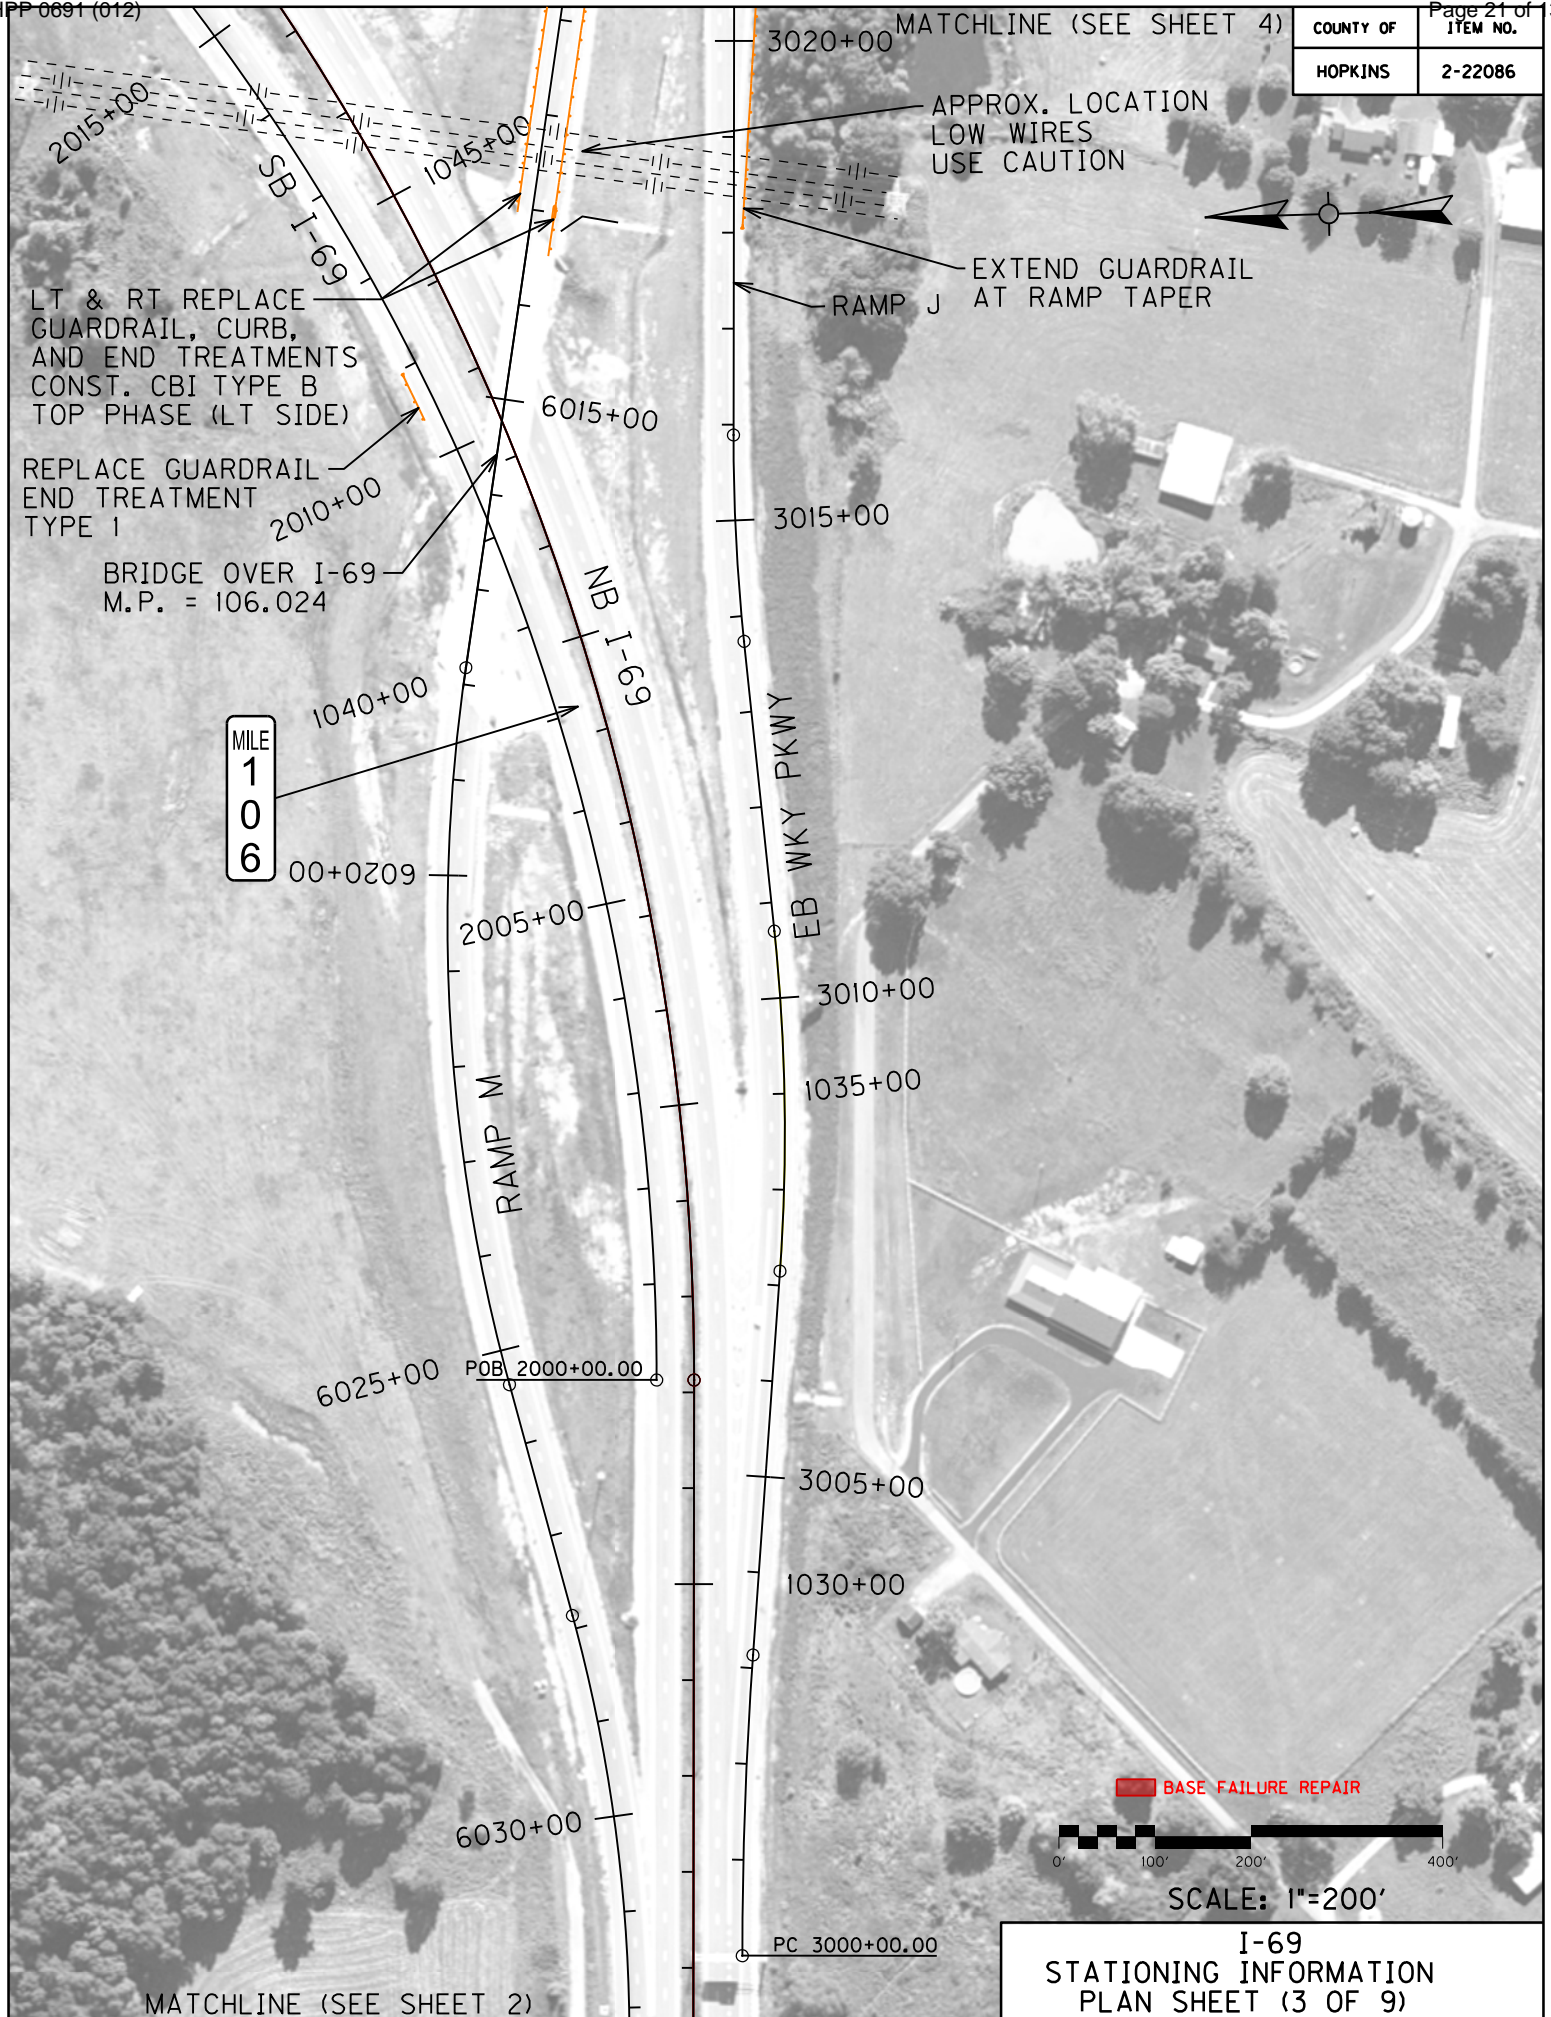 HPP 0691 (012)
Page 21 of 1
MATCHLINE (SEE SHEET 4)
COUNTY OF
ITEM NO.
HOPKINS
2-22086
3020+00
2015+00
1045+00
APPROX. LOCATION
LOW WIRES
USE CAUTION
SB I-69
EXTEND GUARDRAIL
AT RAMP TAPER
RAMP J
LT & RT REPLACE
GUARDRAIL, CURB,
AND END TREATMENTS
CONST. CBI TYPE B
TOP PHASE (LT SIDE)
6015+00
REPLACE GUARDRAIL
END TREATMENT
TYPE 1
2010+00
3015+00
BRIDGE OVER I-69
M.P. = 106.024
NB I-69
1040+00
MILE
1
0
6
EB WKY PKWY
6020+00
2005+00
3010+00
1035+00
RAMP M
6025+00
POB 2000+00.00
3005+00
1030+00
BASE FAILURE REPAIR
6030+00
0'
100'
200'
400'
SCALE: 1"=200'
PC 3000+00.00
I-69
STATIONING INFORMATION
PLAN SHEET (3 OF 9)
MATCHLINE (SEE SHEET 2)